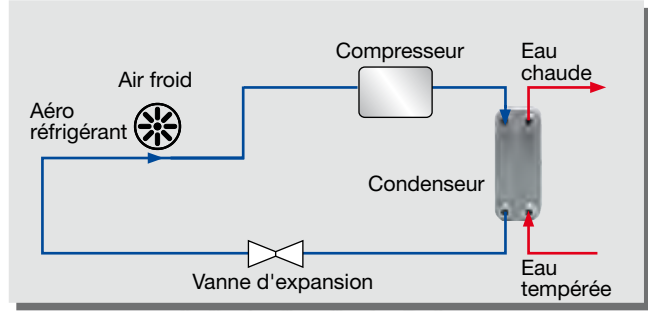 Compresseur
Eau
chaude
Air froid
Aéro
réfrigérant
Condenseur
Vanne d'expansion
Eau
tempérée